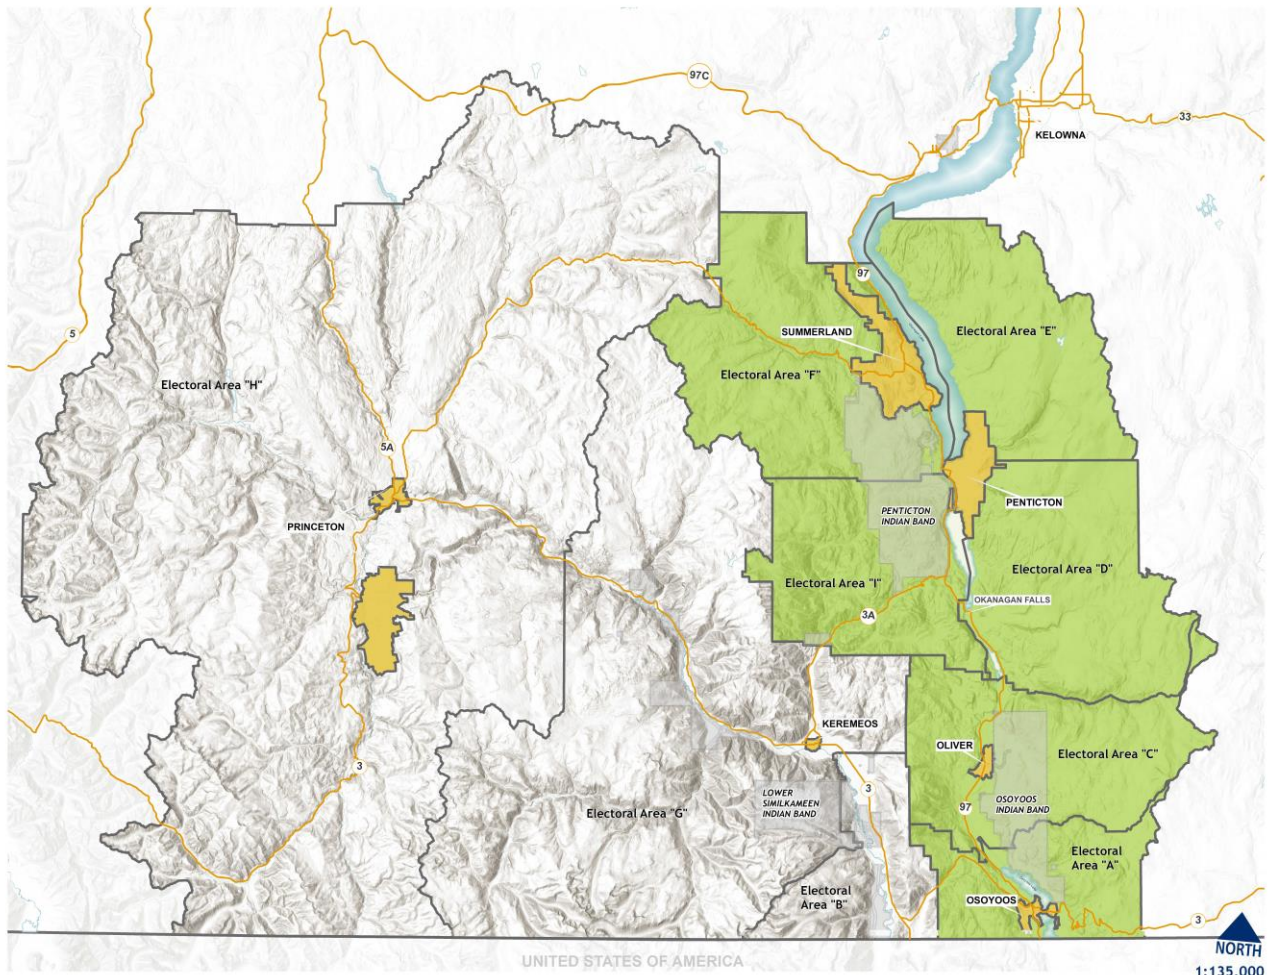 97C
33
KELOWNA
97
5
SUMMERLAND
Electoral Area "E"
Electoral Area "F"
Electoral Area "H"
5A
PENTICTON
PENTICTON
INDIAN BAND
PRINCETON
Electoral Area "D"
Electoral Area "I"
OKANAGAN FALLS
3A
KEREMEOS
OLIVER
Electoral Area "C"
3
3
LOWER
SIMILKAMEEN
INDIAN BAND
OSOYOOS
INDIAN BAND
97
Electoral Area "G"
Electoral
Area "A"
Electoral
Area "B"
OSOYOOS
3
NORTH
UNITED STATES OF AMERICA
1:135,000